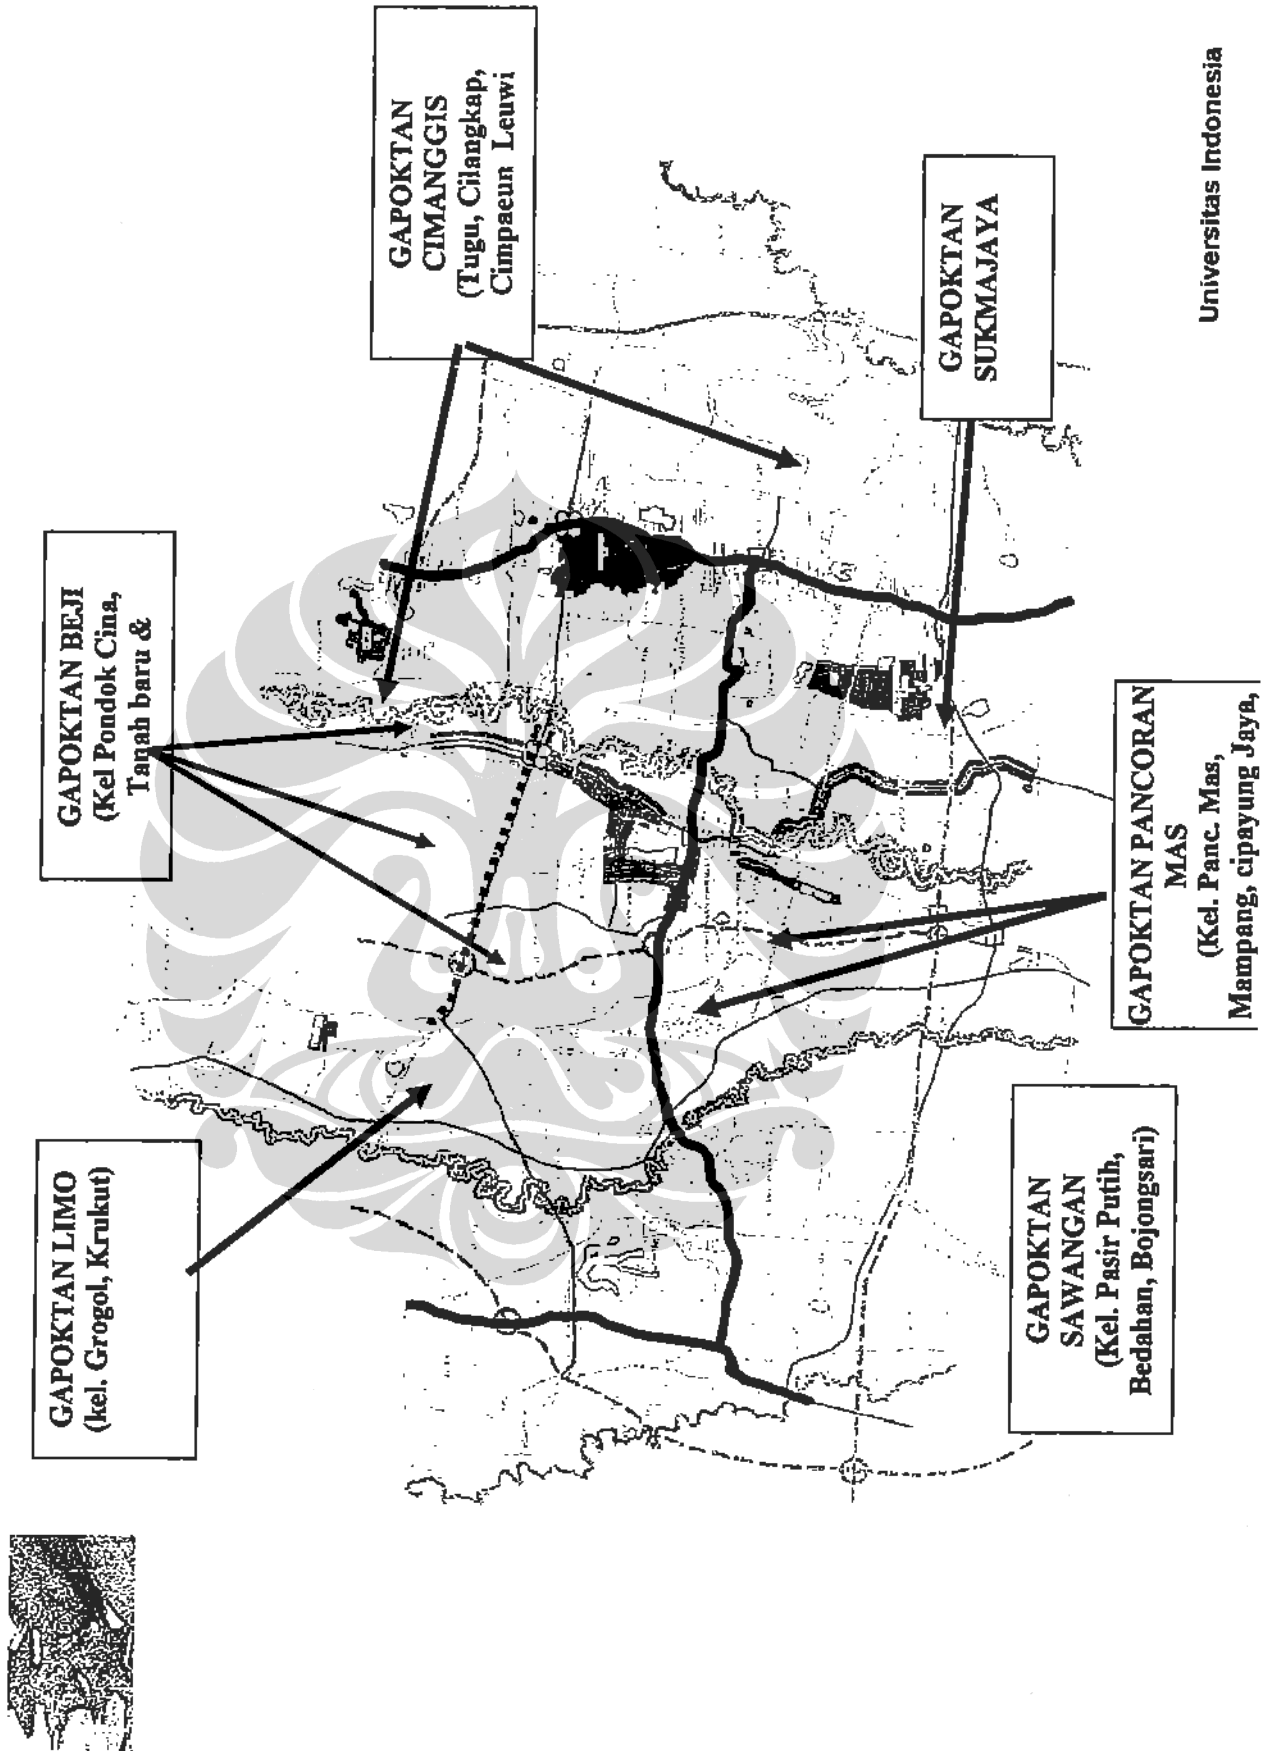 GAPOKTAN LIMO
(kel. Grogol, Krukut)
GAPOKTAN BEJI
(Kel Pondok Cina,
Tanah baru &
GAPOKTAN
CIMANGGIS
(Tugu, Cilangkap,
Cimpaeun Leuwi
GAPOKTAN
SAWANGAN
(Kel. Pasir Putih,
Bedahan, Bojongsari)
GAPOKTAN PANCORAN
MAS
(Kel. Panc. Mas,
Mampang, cipayung Jaya,
GAPOKTAN
SUKMAJAYA
Universitas Indonesia